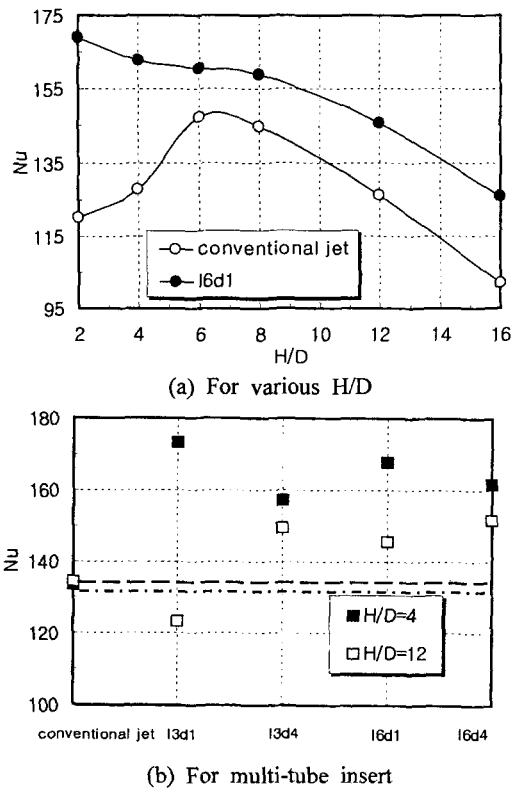 175
155
135
115
95
Nu
conventional jet
l6d1
2 4 6 8 10 12 14 16
H/D
(a) For various H/D
180
160
140
120
100
Nu
H/D=4
H/D=12
conventional jet l3d1 l3d4 l6d1 l6d4
(b) For multi-tube insert